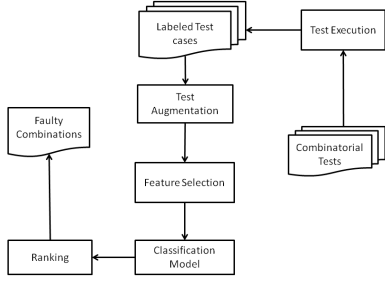 Labeled Test
cases
Test Execution
Test
Augmentation
Faulty
Combinations
Combinatorial
Tests
Feature Selection
Ranking
Classification
Model